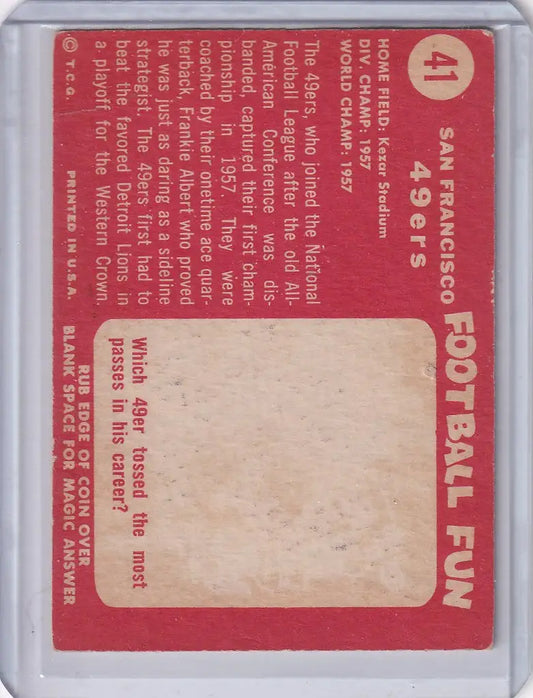 41
SAN FRANCISCO
49ers
HOME FIELD: Kezar Stadium
DIV. CHAMP: 1957
WORLD CHAMP: 1957
The 49ers, who joined the National
Football League after the old All-
American Conference was dis-
banded, captured their first cham-
pionship in 1957. They were
coached by their onetime ace quar-
terback, Frankie Albert who proved
he was just as daring as a sideline
strategist. The 49ers first had to
beat the favored Detroit Lions in
a playoff for the Western Crown.
© T.C.G. PRINTED IN U.S.A.
FOOTBALL FUN
Which 49er tossed the most
passes in his career?
RUB EDGE OF COIN OVER
BLANK SPACE FOR MAGIC ANSWER